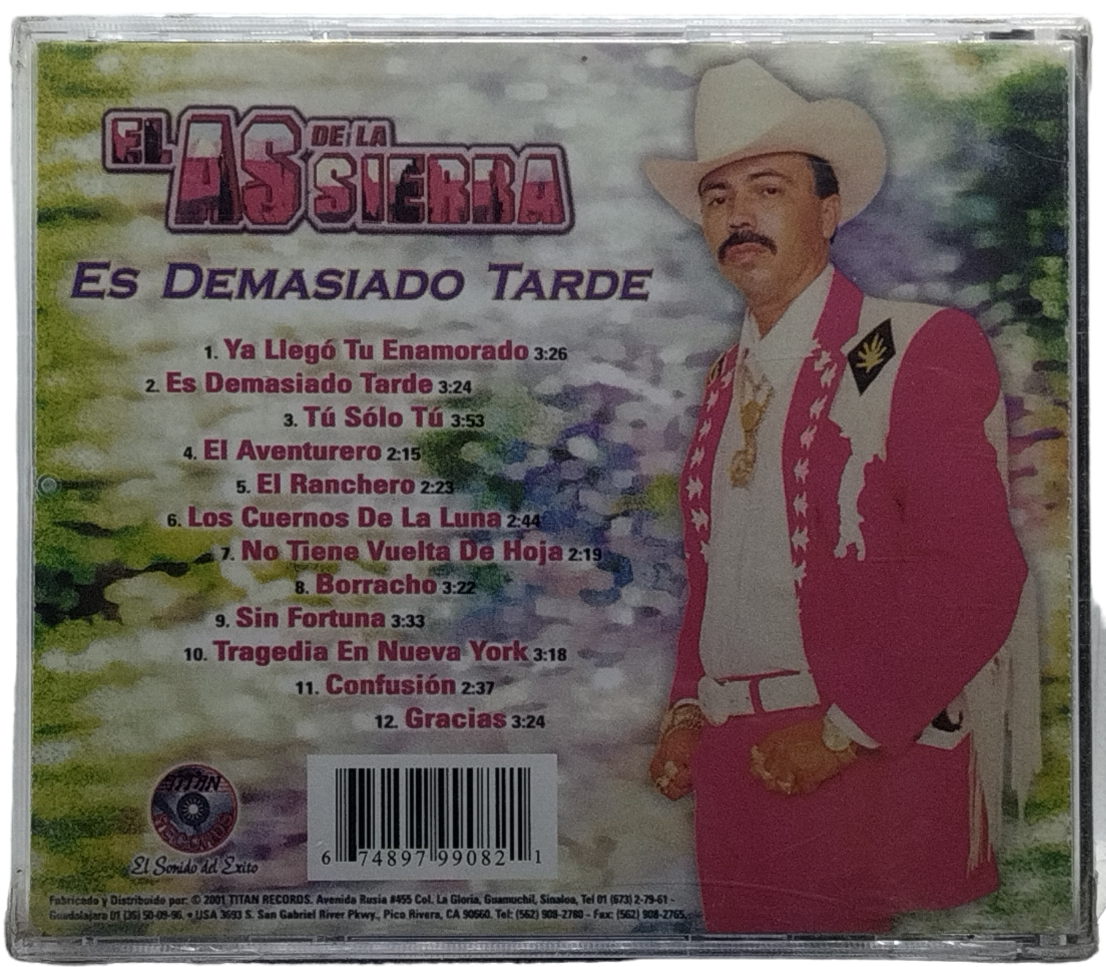 EL AS DE LA SIERRA
ES DEMASIADO TARDE
1. Ya Llegó Tu Enamorado 3:26
2. Es Demasiado Tarde 3:24
3. Tú Sólo Tú 3:53
4. El Aventurero 2:15
5. El Ranchero 2:23
6. Los Cuernos De La Luna 2:44
7. No Tiene Vuelta De Hoja 2:19
8. Borracho 3:22
9. Sin Fortuna 3:33
10. Tragedia En Nueva York 3:18
11. Confusión 2:37
12. Gracias 3:24
TITAN
RECORDS
El Sonido del Exito
6 74897 99082 1
Fabricado y Distribuido por: © 2001 TITAN RECORDS. Avenida Rusia #455 Col. La Gloria, Guamuchil, Sinaloa, Tel 01 (673) 2-79-61 -
Guadalajara 01 (36) 50-09-96. • USA 3693 S. San Gabriel River Pkwy., Pico Rivera, CA 90660. Tel: (562) 908-2780 - Fax: (562) 908-2765.